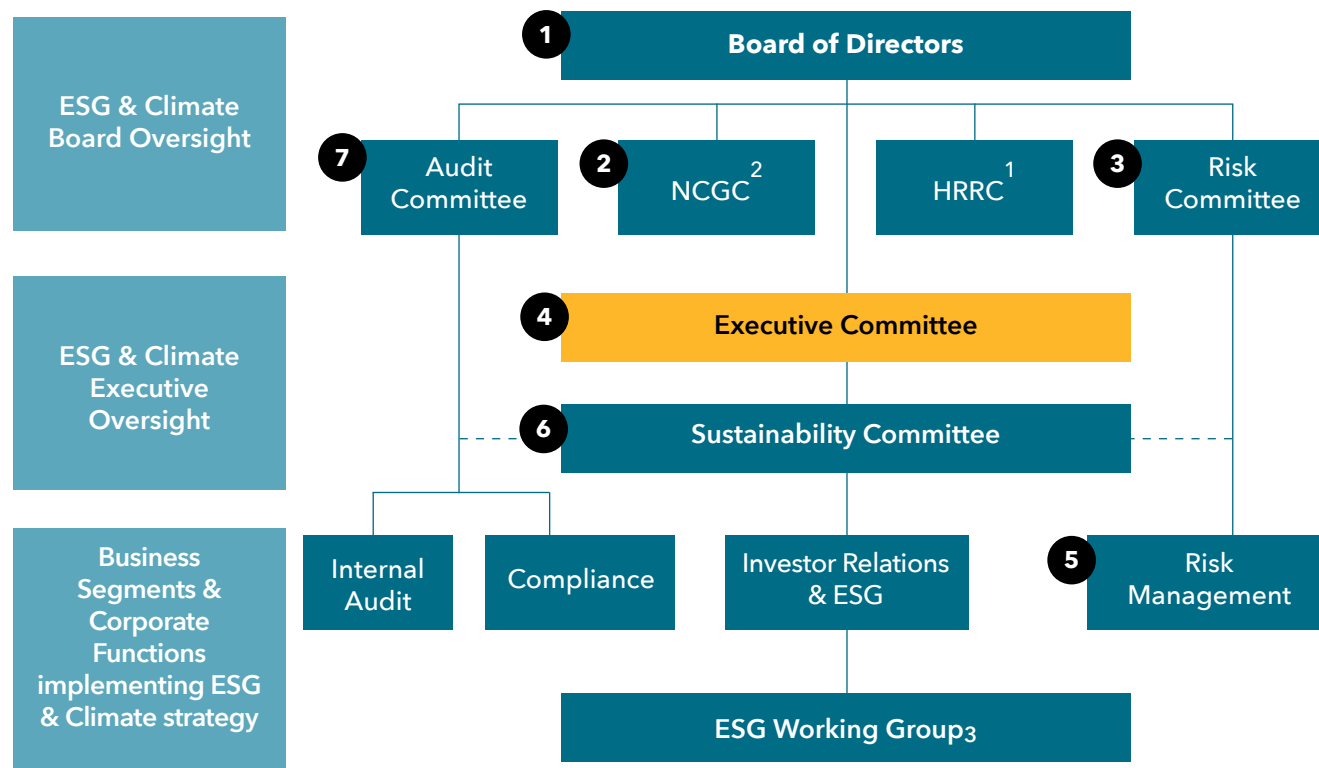 ESG & Climate
Board Oversight
1
Board of Directors
7
Audit
Committee
2
NCGC2
HRRC1
3
Risk
Committee
ESG & Climate
Executive
Oversight
4
Executive Committee
6
Sustainability Committee
Business
Segments &
Corporate
Functions
implementing ESG
& Climate strategy
Internal
Audit
Compliance
Investor Relations
& ESG
5
Risk
Management
ESG Working Group3